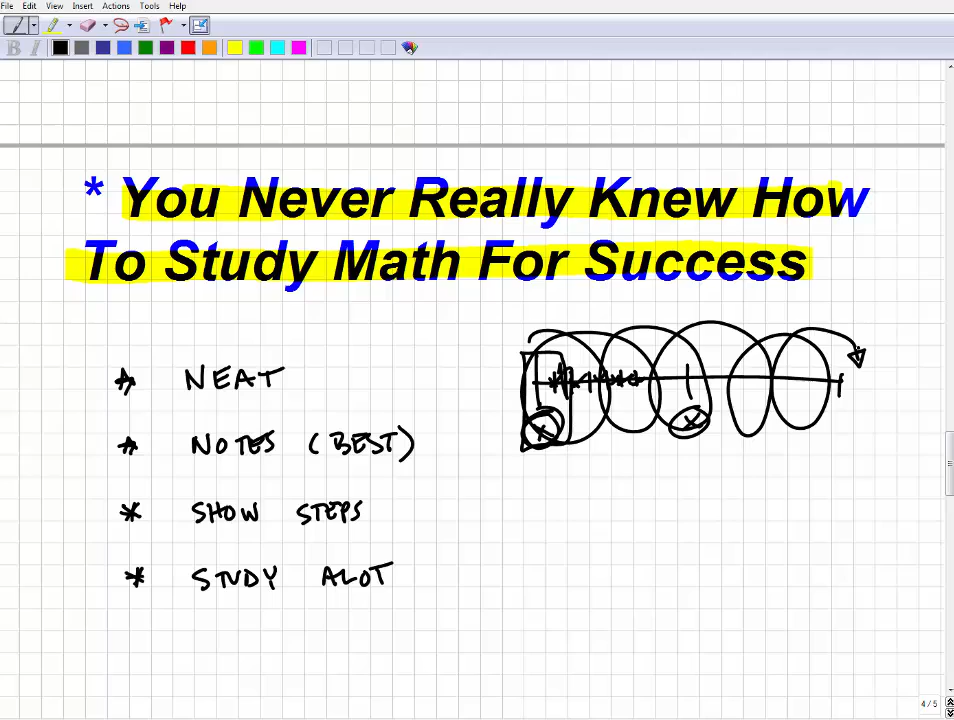 File Edit View Insert Actions Tools Help
B I
* You Never Really Knew How
To Study Math For Success
* NEAT
* NOTES (BEST)
* SHOW STEPS
* STUDY ALOT
X X
4 / 5